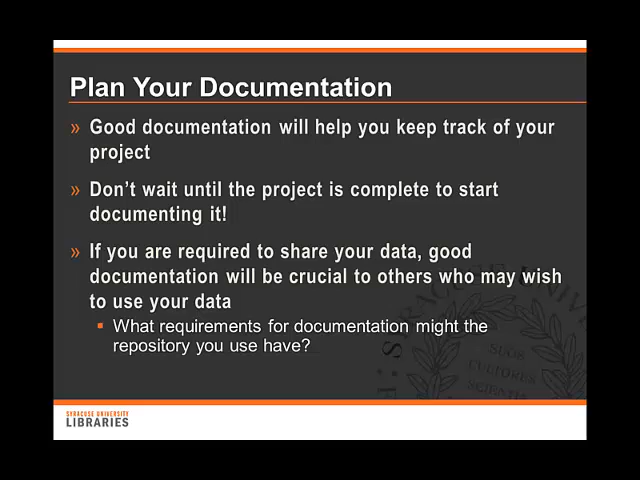 Plan Your Documentation
» Good documentation will help you keep track of your
project
» Don't wait until the project is complete to start
documenting it!
» If you are required to share your data, good
documentation will be crucial to others who may wish
to use your data
▪ What requirements for documentation might the
repository you use have?
SUOS
CULTORES
SCIENTIA
SYRACUSE UNIVERSITY
LIBRARIES